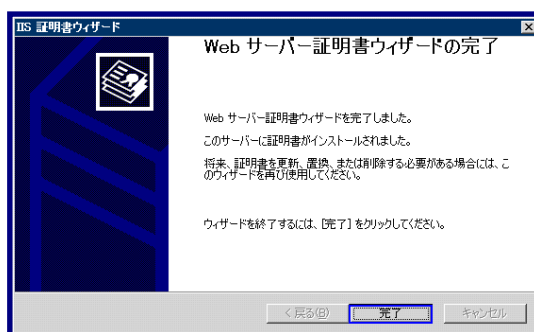 IIS 証明書ウィザード
Web サーバー証明書ウィザードの完了
Web サーバー証明書ウィザードを完了しました。
このサーバーに証明書がインストールされました。
将来、証明書を更新、置換、または削除する必要がある場合には、こ
のウィザードを再び使用してください。
ウィザードを終了するには、[完了] をクリックしてください。
< 戻る(B)
完了
キャンセル